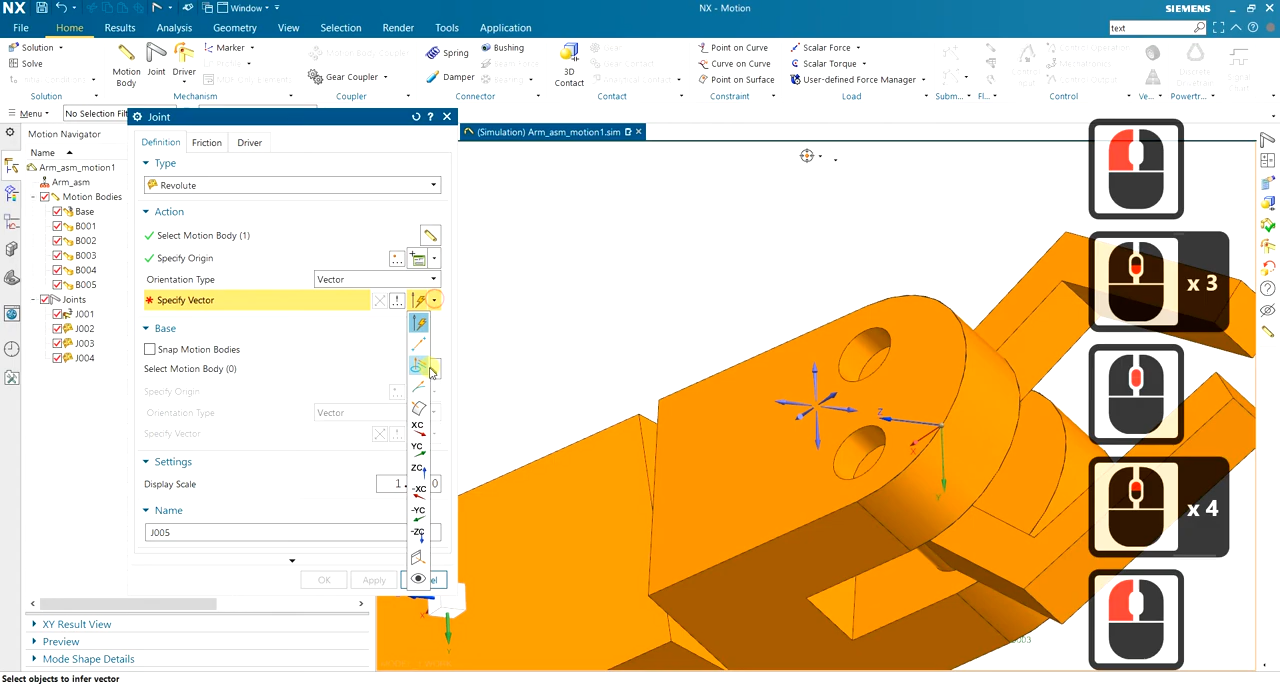 NX
Window
NX - Motion
SIEMENS
File
Home
Results
Analysis
Geometry
View
Selection
Render
Tools
Application
text
Solution
Solve
Solution
Motion
Body
Joint
Driver
Marker
Mechanism
Gear Coupler
Coupler
Spring
Damper
Bushing
Connector
3D
Contact
Contact
Point on Curve
Curve on Curve
Point on Surface
Constraint
Scalar Force
Scalar Torque
User-defined Force Manager
Load
Subm...
Fl...
Control
Ve...
Powertr...
Menu
No Selection Filt
Motion Navigator
Name
Arm_asm_motion1
Arm_asm
Motion Bodies
Base
B001
B002
B003
B004
B005
Joints
J001
J002
J003
J004
Joint
Definition
Friction
Driver
Type
Revolute
Action
Select Motion Body (1)
Specify Origin
Orientation Type
Vector
* Specify Vector
Base
Snap Motion Bodies
Select Motion Body (0)
Specify Origin
Orientation Type
Vector
Specify Vector
Settings
Display Scale
Name
J005
OK
Apply
XC
YC
ZC
-XC
-YC
-ZC
(Simulation) Arm_asm_motion1.sim
Z
X
Y
x 3
x 4
XY Result View
Preview
Mode Shape Details
Select objects to infer vector